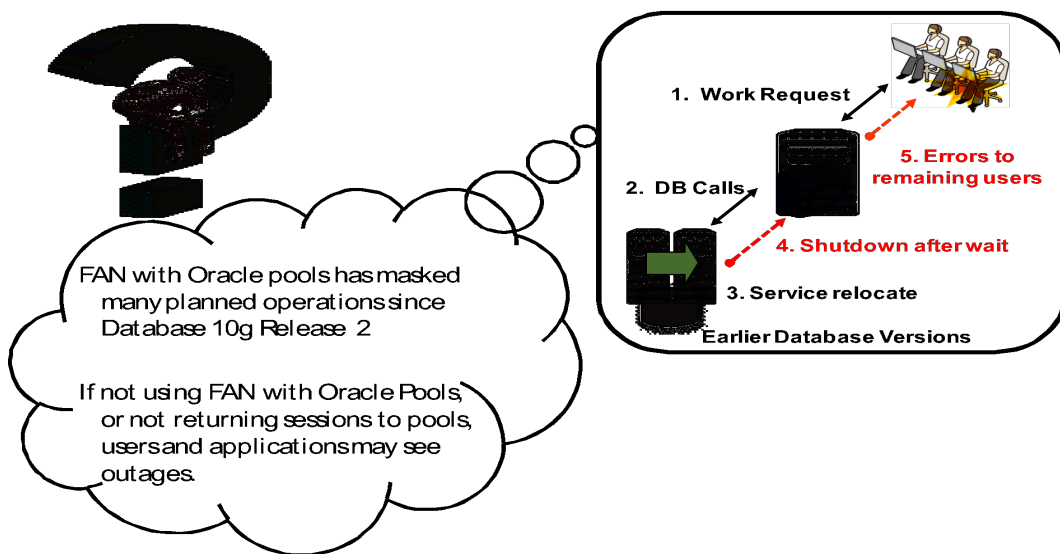 1. Work Request
5. Errors to
remaining users
2. DB Calls
4. Shutdown after wait
3. Service relocate
Earlier Database Versions
FAN with Oracle pools has masked
many planned operations since
Database 10g Release 2
If not using FAN with Oracle Pools,
or not returning sessions to pools,
users and applications may see
outages.